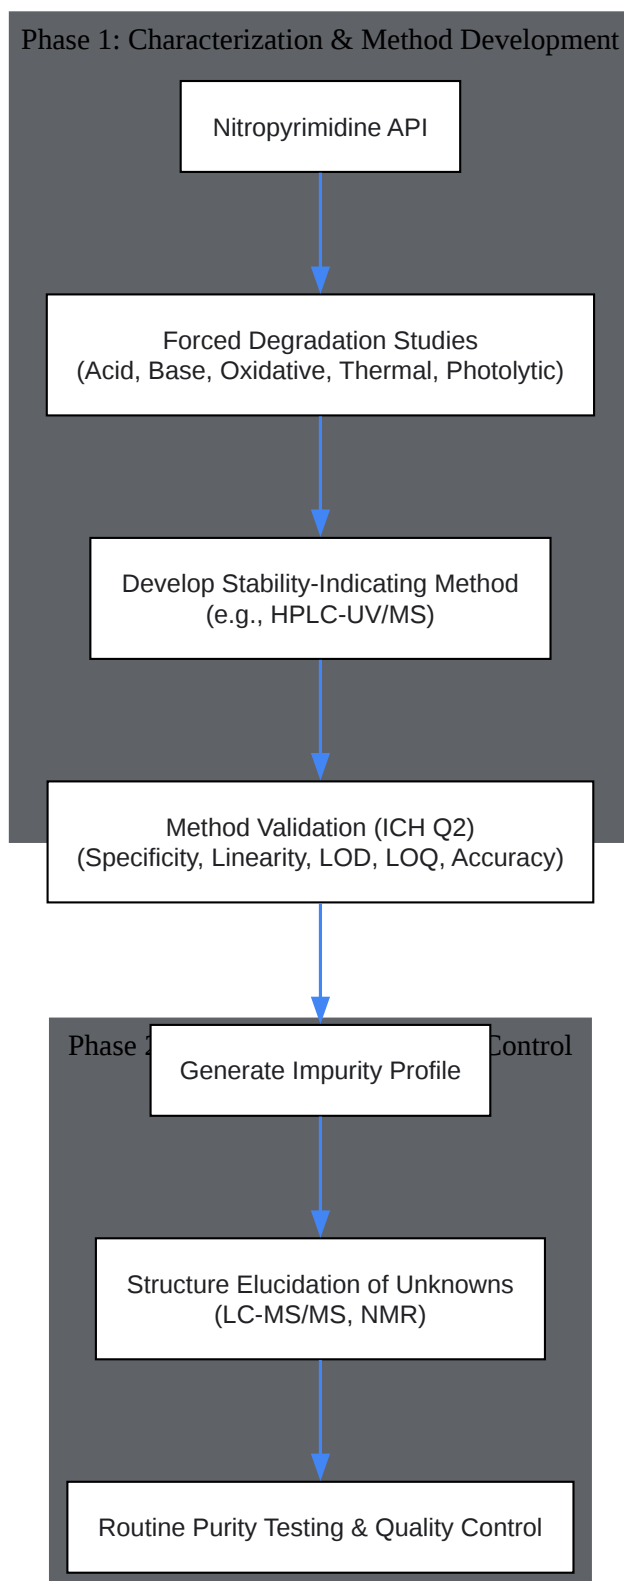 Phase 1: Characterization & Method Development
Nitropyrimidine API
Forced Degradation Studies
(Acid, Base, Oxidative, Thermal, Photolytic)
Develop Stability-Indicating Method
(e.g., HPLC-UV/MS)
Method Validation (ICH Q2)
(Specificity, Linearity, LOD, LOQ, Accuracy)
Phase Control
Generate Impurity Profile
Structure Elucidation of Unknowns
(LC-MS/MS, NMR)
Routine Purity Testing & Quality Control